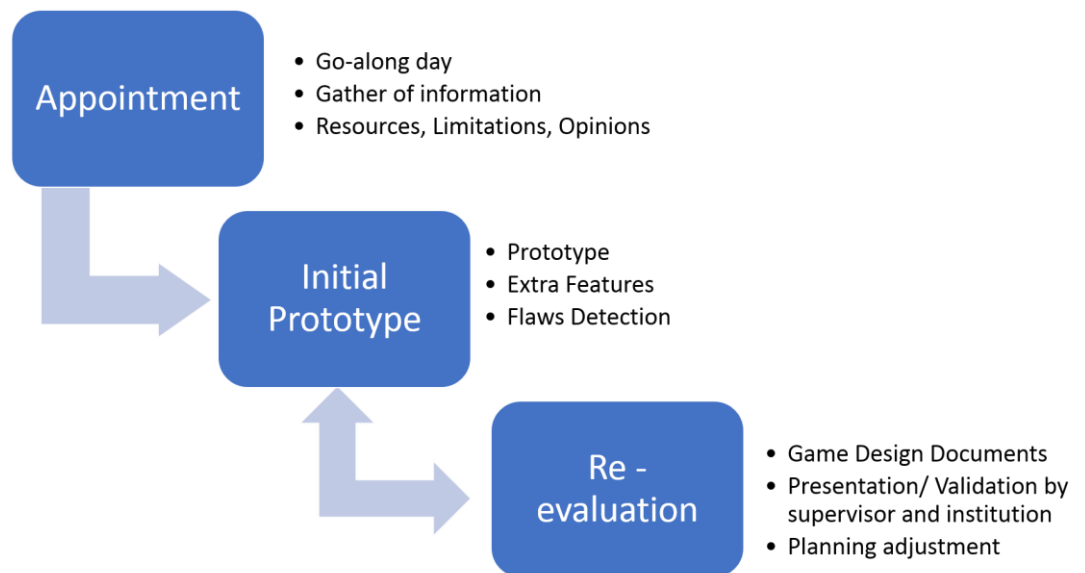 Appointment
• Go-along day
• Gather of information
• Resources, Limitations, Opinions
Initial
Prototype
• Prototype
• Extra Features
• Flaws Detection
Re -
evaluation
• Game Design Documents
• Presentation/ Validation by
supervisor and institution
• Planning adjustment